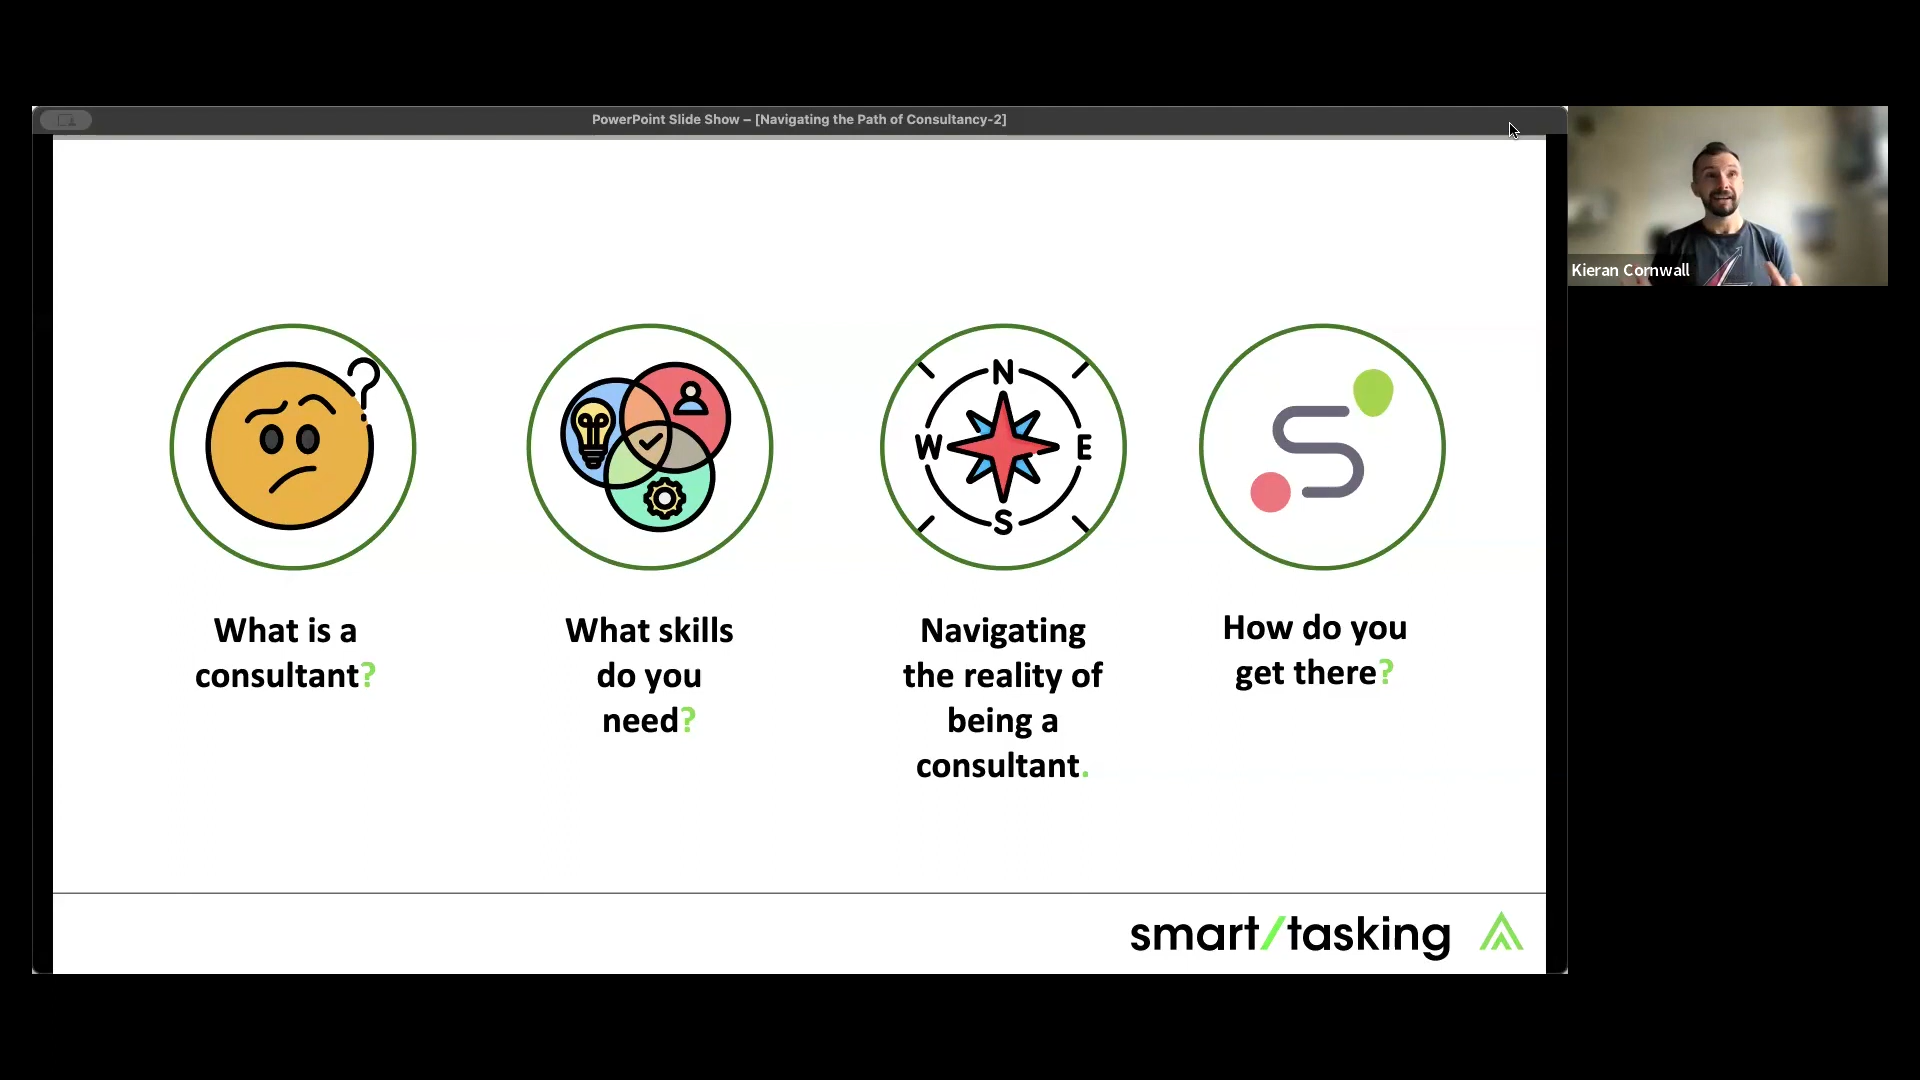 PowerPoint Slide Show – [Navigating the Path of Consultancy-2]
Kieran Cornwall
N
W E
S
What is a
consultant?
What skills
do you
need?
Navigating
the reality of
being a
consultant.
How do you
get there?
smart/tasking